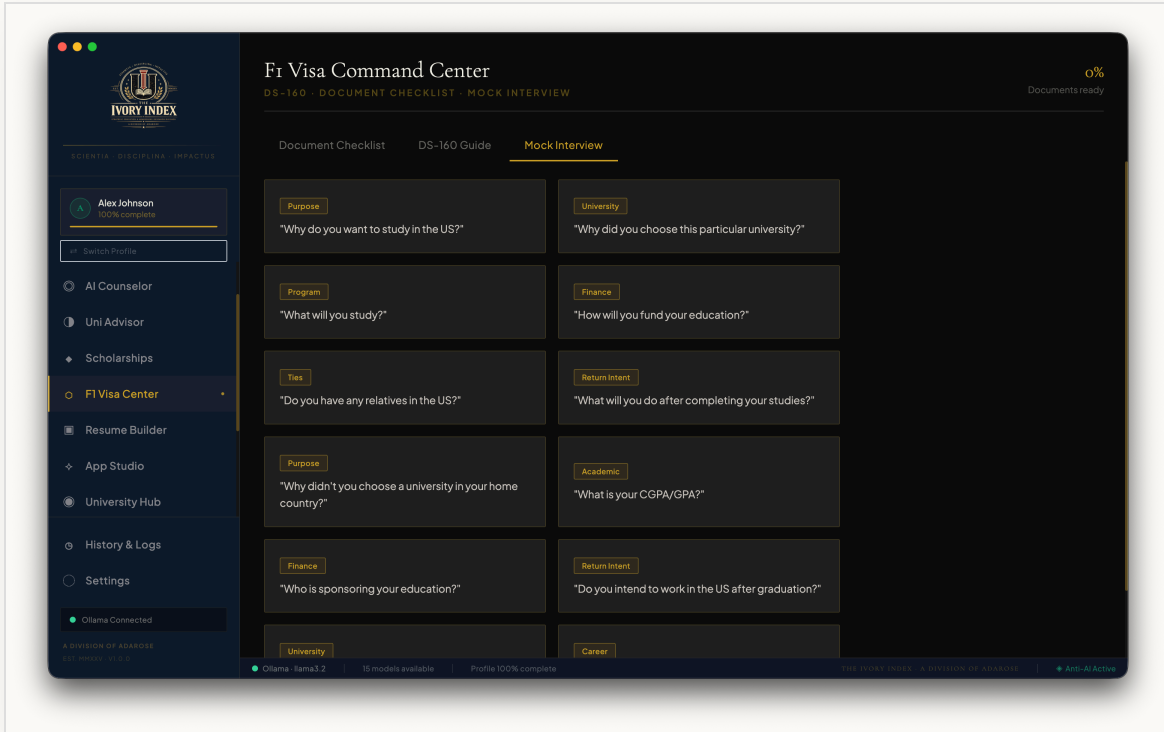 THE
IVORY INDEX
SCIENTIA · DISCIPLINA · IMPACTUS
A
Alex Johnson
100% complete
⇌ Switch Profile
AI Counselor
Uni Advisor
Scholarships
F1 Visa Center
Resume Builder
App Studio
University Hub
History & Logs
Settings
Ollama Connected
A DIVISION OF ADAROSE
EST. MMXXV · V1.0.0
F1 Visa Command Center
DS-160 · DOCUMENT CHECKLIST · MOCK INTERVIEW
0%
Documents ready
Document Checklist
DS-160 Guide
Mock Interview
Purpose
"Why do you want to study in the US?"
University
"Why did you choose this particular university?"
Program
"What will you study?"
Finance
"How will you fund your education?"
Ties
"Do you have any relatives in the US?"
Return Intent
"What will you do after completing your studies?"
Purpose
"Why didn't you choose a university in your home
country?"
Academic
"What is your CGPA/GPA?"
Finance
"Who is sponsoring your education?"
Return Intent
"Do you intend to work in the US after graduation?"
University
Career
Ollama · llama3.2
15 models available
Profile 100% complete
THE IVORY INDEX · A DIVISION OF ADAROSE
◈ Anti-AI Active